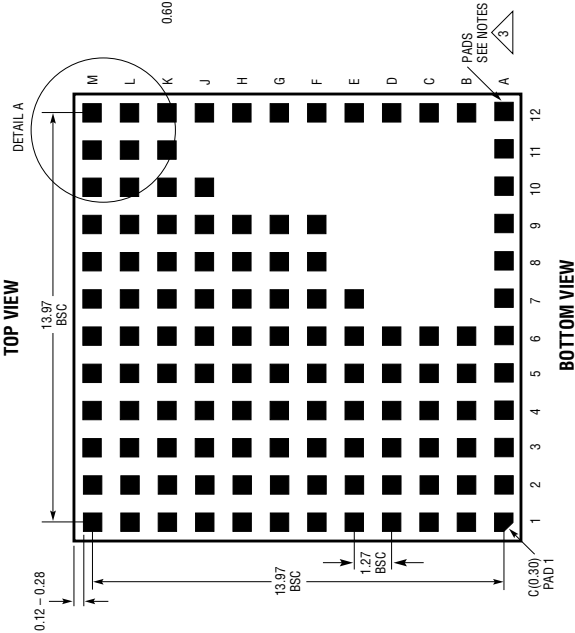 TOP VIEW
0.60
DETAIL A
13.97
BSC
M
L
K
J
H
G
F
E
D
C
B
A
PADS
SEE NOTES
3
12
11
10
9
8
7
6
5
4
3
2
1
0.12 – 0.28
13.97
BSC
1.27
BSC
C(0.30)
PAD 1
BOTTOM VIEW